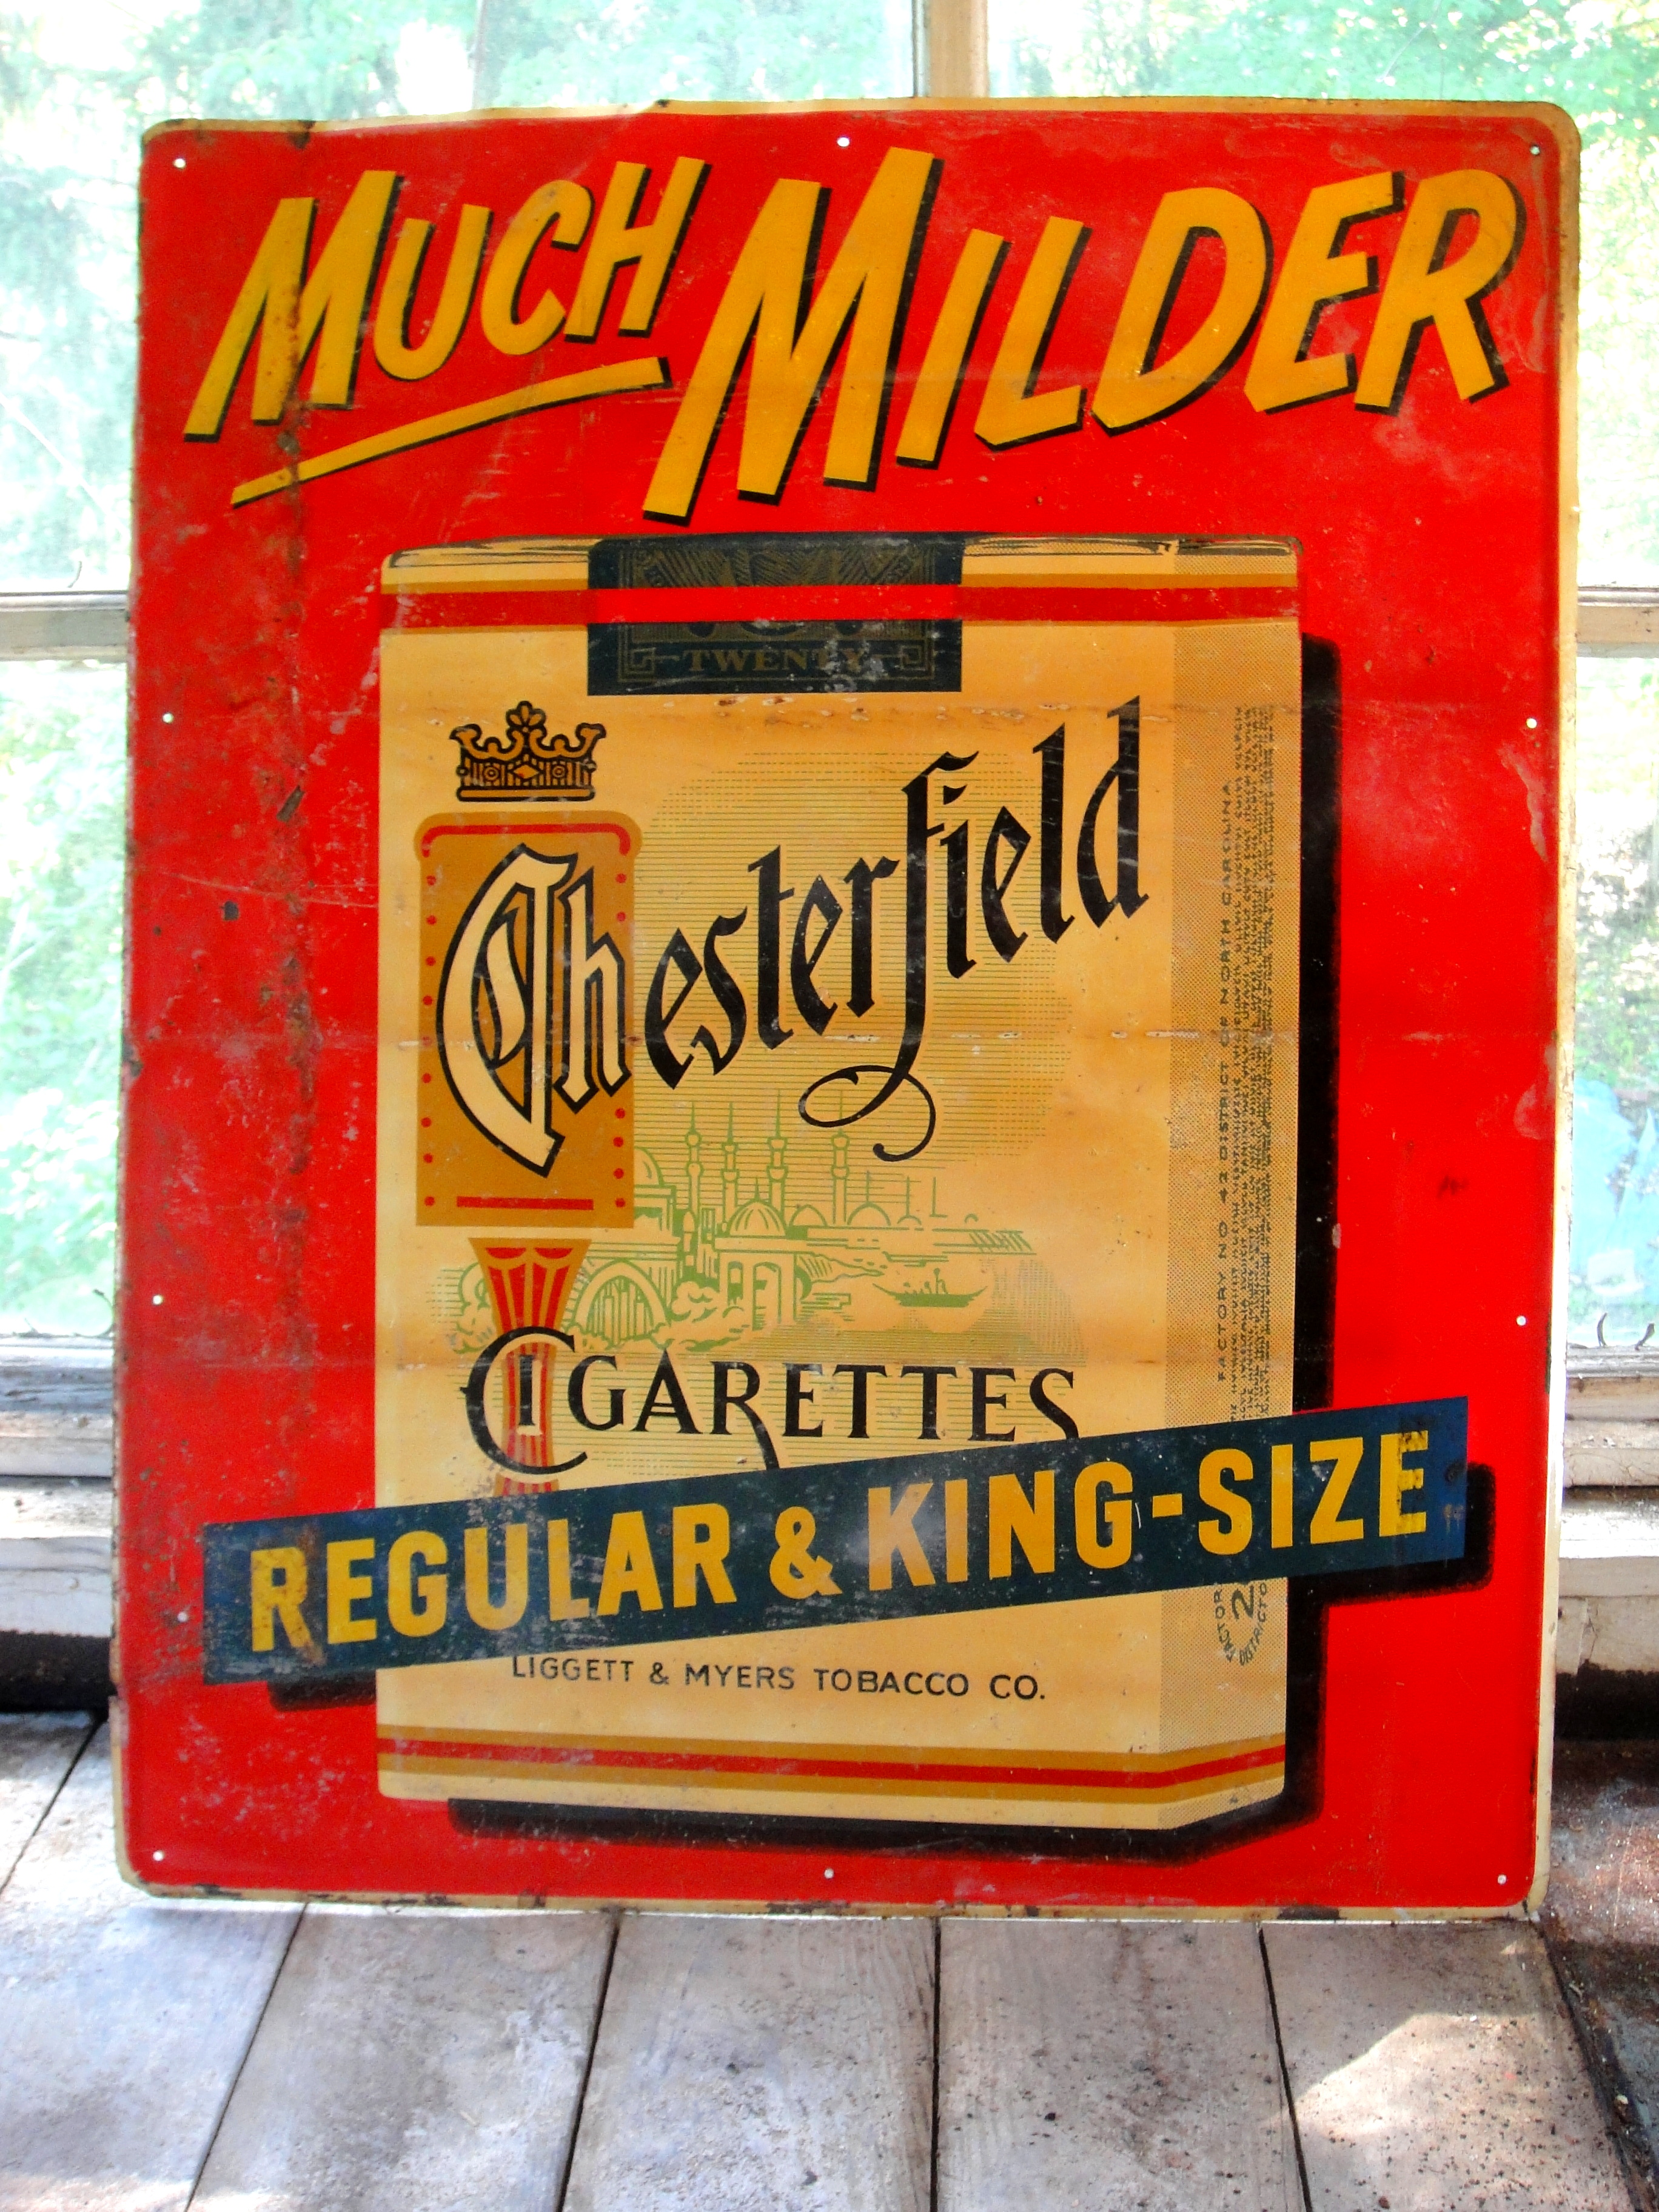 MUCH MILDER
TWENTY
Chesterfield
CIGARETTES
REGULAR & KING-SIZE
LIGGETT & MYERS TOBACCO CO.
FACTORY NO 42 DISTRICT OF NORTH CAROLINA